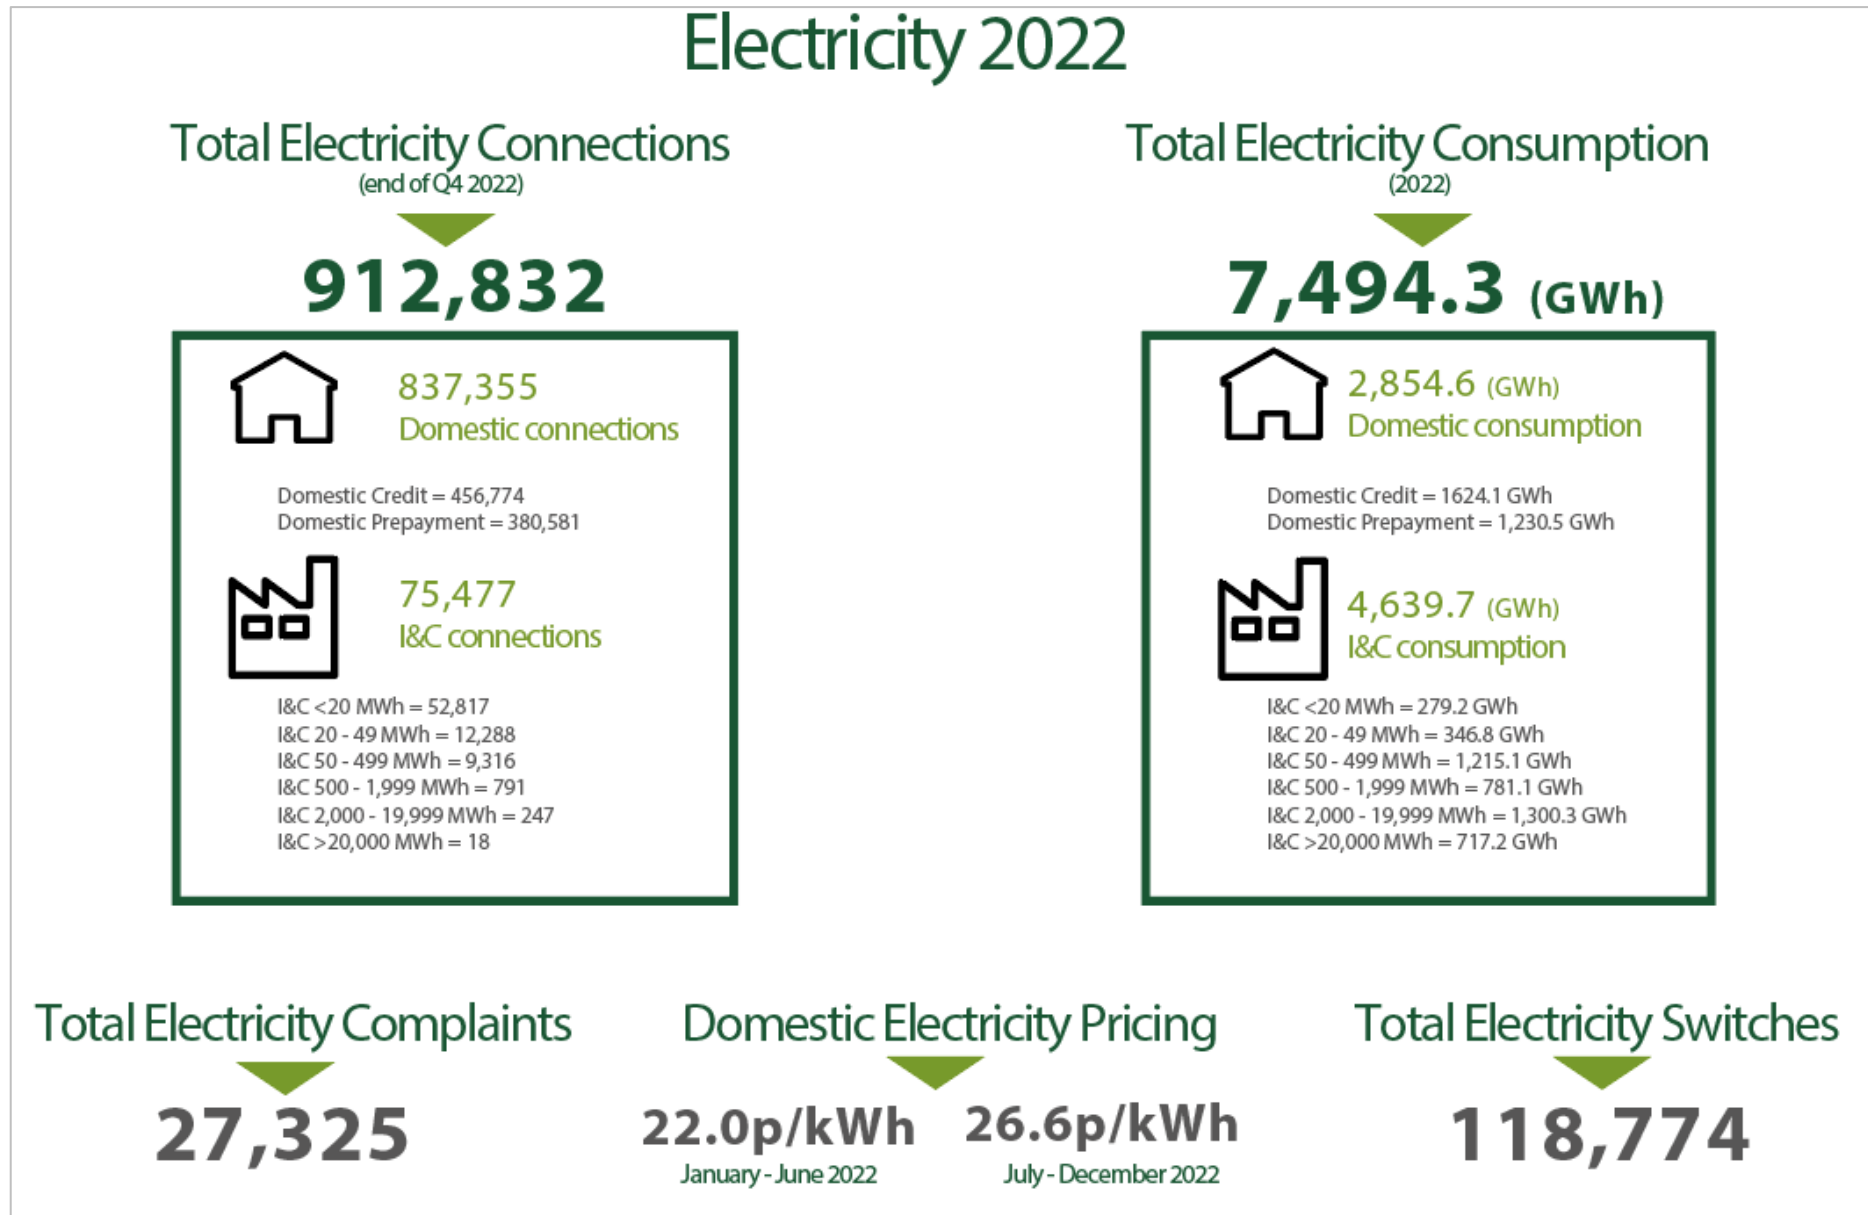 Electricity 2022
Total Electricity Connections
(end of Q4 2022)
912,832
837,355
Domestic connections
Domestic Credit = 456,774
Domestic Prepayment = 380,581
75,477
I&C connections
I&C <20 MWh = 52,817
I&C 20 - 49 MWh = 12,288
I&C 50 - 499 MWh = 9,316
I&C 500 - 1,999 MWh = 791
I&C 2,000 - 19,999 MWh = 247
I&C >20,000 MWh = 18
Total Electricity Consumption
(2022)
7,494.3 (GWh)
2,854.6 (GWh)
Domestic consumption
Domestic Credit = 1624.1 GWh
Domestic Prepayment = 1,230.5 GWh
4,639.7 (GWh)
I&C consumption
I&C <20 MWh = 279.2 GWh
I&C 20 - 49 MWh = 346.8 GWh
I&C 50 - 499 MWh = 1,215.1 GWh
I&C 500 - 1,999 MWh = 781.1 GWh
I&C 2,000 - 19,999 MWh = 1,300.3 GWh
I&C >20,000 MWh = 717.2 GWh
Total Electricity Complaints
27,325
Domestic Electricity Pricing
22.0p/kWh
January - June 2022
26.6p/kWh
July - December 2022
Total Electricity Switches
118,774